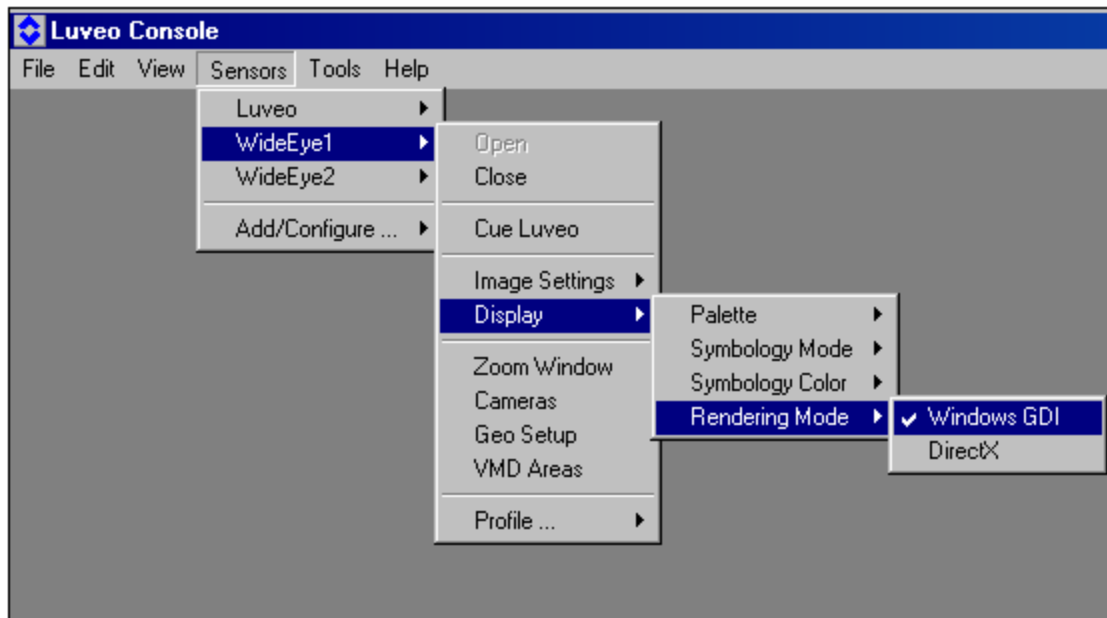 Luveo Console
File Edit View Sensors Tools Help
Luveo
WideEye1
WideEye2
Add/Configure ...
Open
Close
Cue Luveo
Image Settings
Display
Zoom Window
Cameras
Geo Setup
VMD Areas
Profile ...
Palette
Symbology Mode
Symbology Color
Rendering Mode
Windows GDI
DirectX